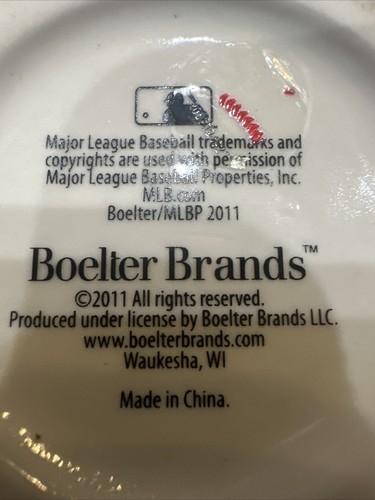 Major League Baseball trademarks and
copyrights are used with permission of
Major League Baseball Properties, Inc.
MLB.com
Boelter/MLBP 2011
Boelter Brands™
©2011 All rights reserved.
Produced under license by Boelter Brands LLC.
www.boelterbrands.com
Waukesha, WI
Made in China.